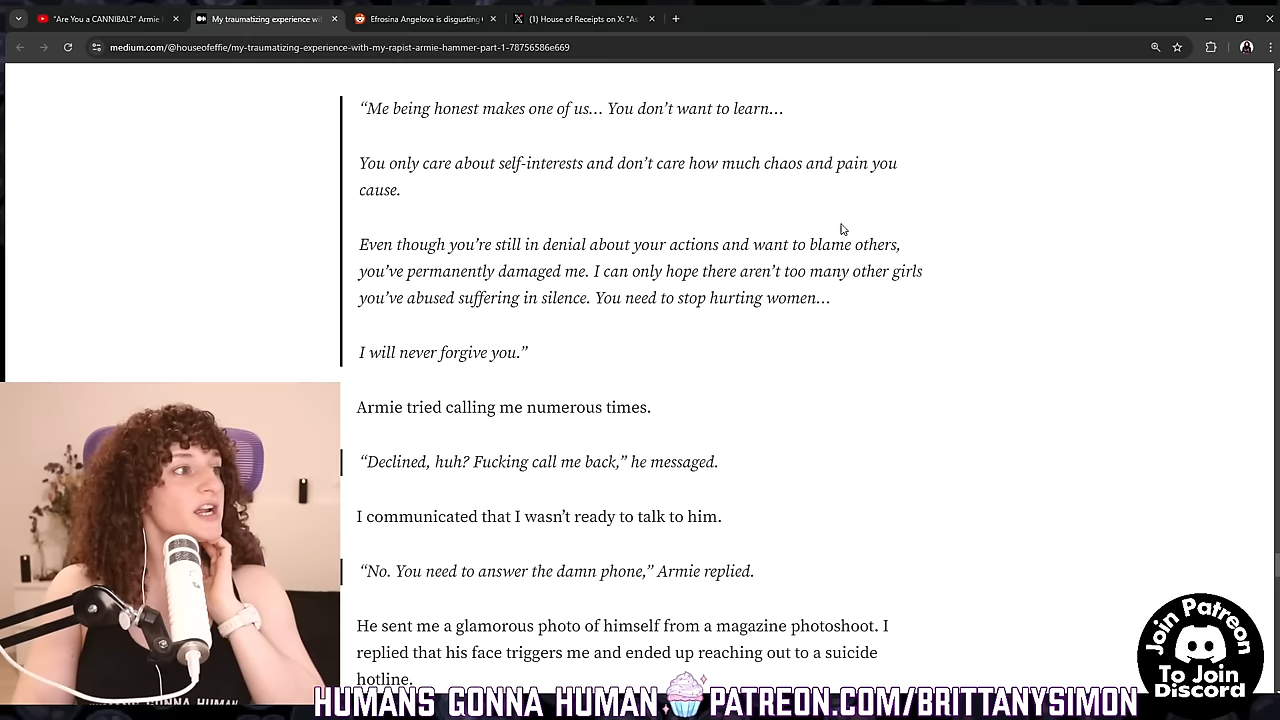 "Are You a CANNIBAL?" Armie
My traumatizing experience wi
Efrosina Angelova is disgusting
(1) House of Receipts on X: "As
medium.com/@houseofeffie/my-traumatizing-experience-with-my-rapist-armie-hammer-part-1-78756586e669
“Me being honest makes one of us… You don’t want to learn…
You only care about self-interests and don’t care how much chaos and pain you
cause.
Even though you’re still in denial about your actions and want to blame others,
you’ve permanently damaged me. I can only hope there aren’t too many other girls
you’ve abused suffering in silence. You need to stop hurting women…
I will never forgive you.”
Armie tried calling me numerous times.
“Declined, huh? Fucking call me back,” he messaged.
I communicated that I wasn’t ready to talk to him.
“No. You need to answer the damn phone,” Armie replied.
He sent me a glamorous photo of himself from a magazine photoshoot. I
replied that his face triggers me and ended up reaching out to a suicide
hotline.
Join Patreon
To Join
Discord
HUMANS GONNA HUMAN
HUMANS GONNA HUMAN PATREON.COM/BRITTANYSIMON